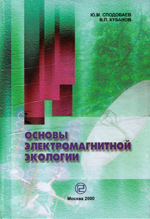 Ю.М. СПОДОБАЕВ
В.П. КУБАНОВ
ОСНОВЫ
ЭЛЕКТРОМАГНИТНОЙ
ЭКОЛОГИИ
Москва 2000